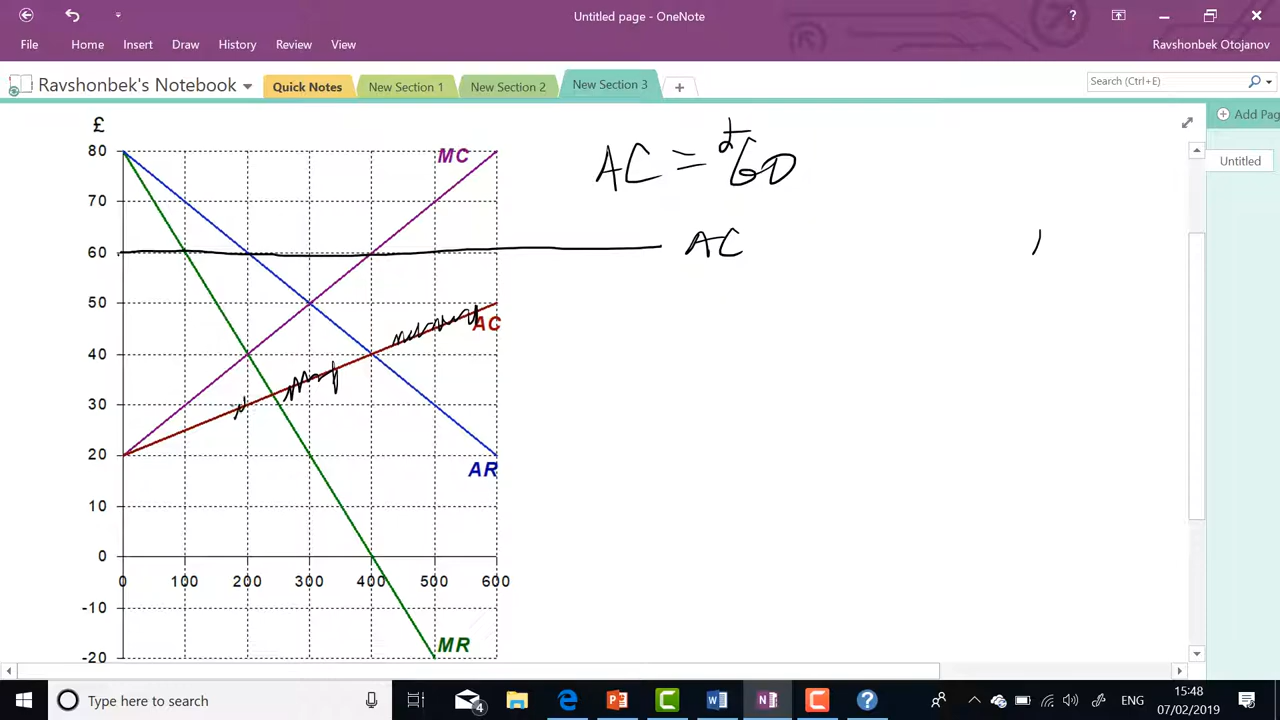 Untitled page - OneNote
?
File Home Insert Draw History Review View
Ravshonbek Otojanov
Ravshonbek's Notebook
Quick Notes
New Section 1
New Section 2
New Section 3
+
Search (Ctrl+E)
Add Pag
Untitled
£
80
70
60
50
40
30
20
10
0
-10
-20
0 100 200 300 400 500 600
MC
AC
AR
MR
AC = £60
AC
Type here to search
4
ENG
15:48
07/02/2019